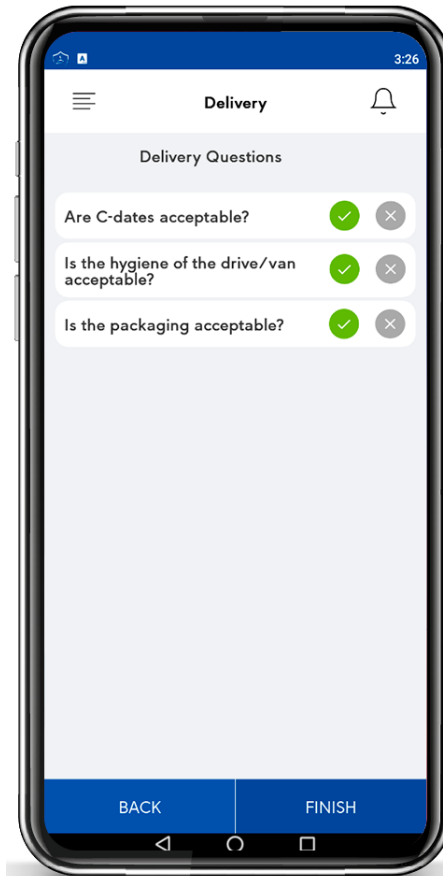 A
3:26
Delivery
Delivery Questions
Are C-dates acceptable?
Is the hygiene of the drive/van
acceptable?
Is the packaging acceptable?
BACK
FINISH